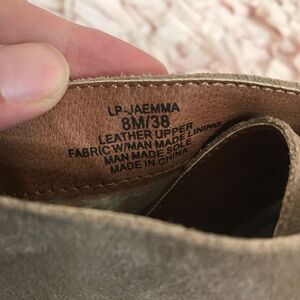 LP-JAEMMA
8M/38
LEATHER UPPER
FABRIC W/MAN MADE LINING
MAN MADE SOLE
MADE IN CHINA